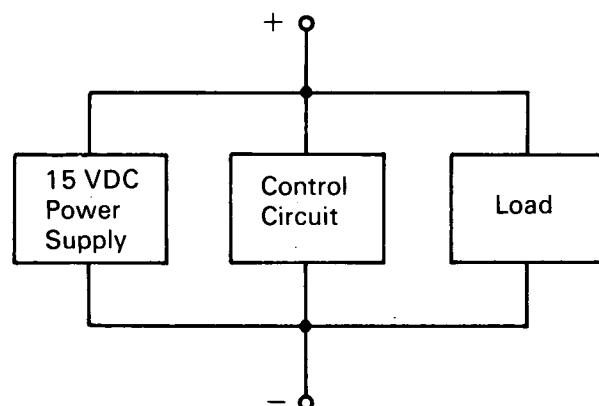 +
15 VDC
Power
Supply
Control
Circuit
Load
−